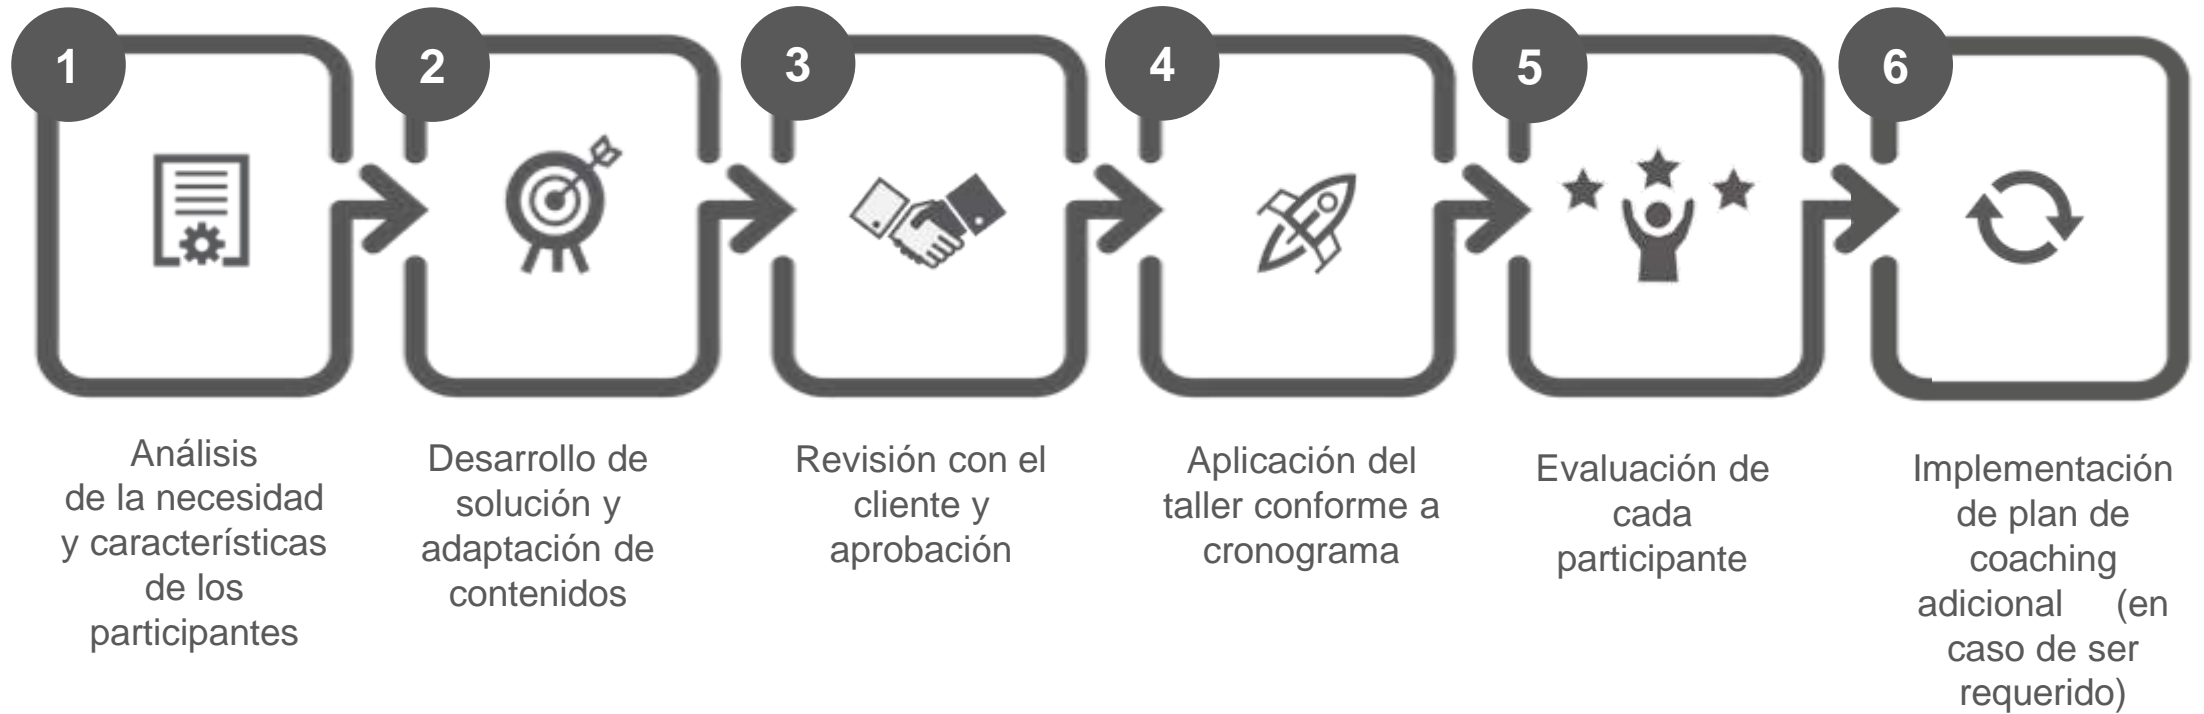 1
Análisis
de la necesidad
y características
de los
participantes
2
Desarrollo de
solución y
adaptación de
contenidos
3
Revisión con el
cliente y
aprobación
4
Aplicación del
taller conforme a
cronograma
5
Evaluación de
cada
participante
6
Implementación
de plan de
coaching
adicional (en
caso de ser
requerido)